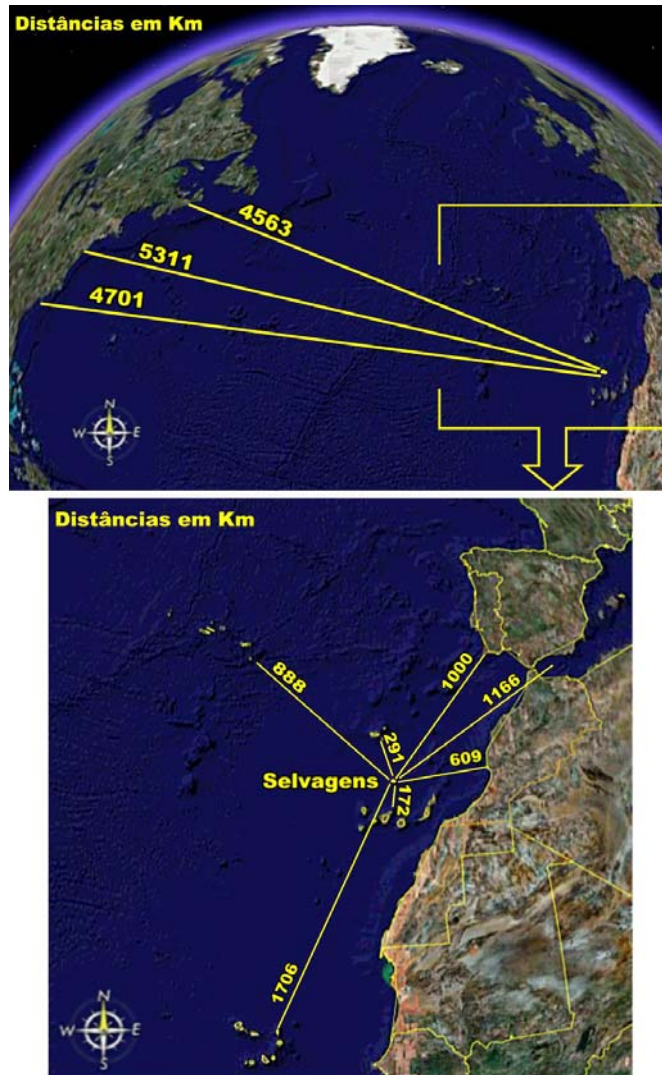 Distâncias em Km
4563
5311
4701
N
W E
S
Distâncias em Km
888
1000
1166
291
609
Selvagens
172
1706
N
W E
S